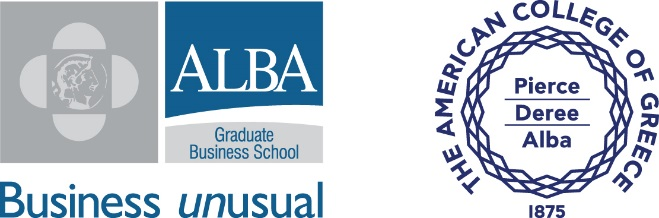 ALBA
Graduate
Business School
Business unusual
THE AMERICAN COLLEGE OF GREECE
Pierce
Deree
Alba
1875